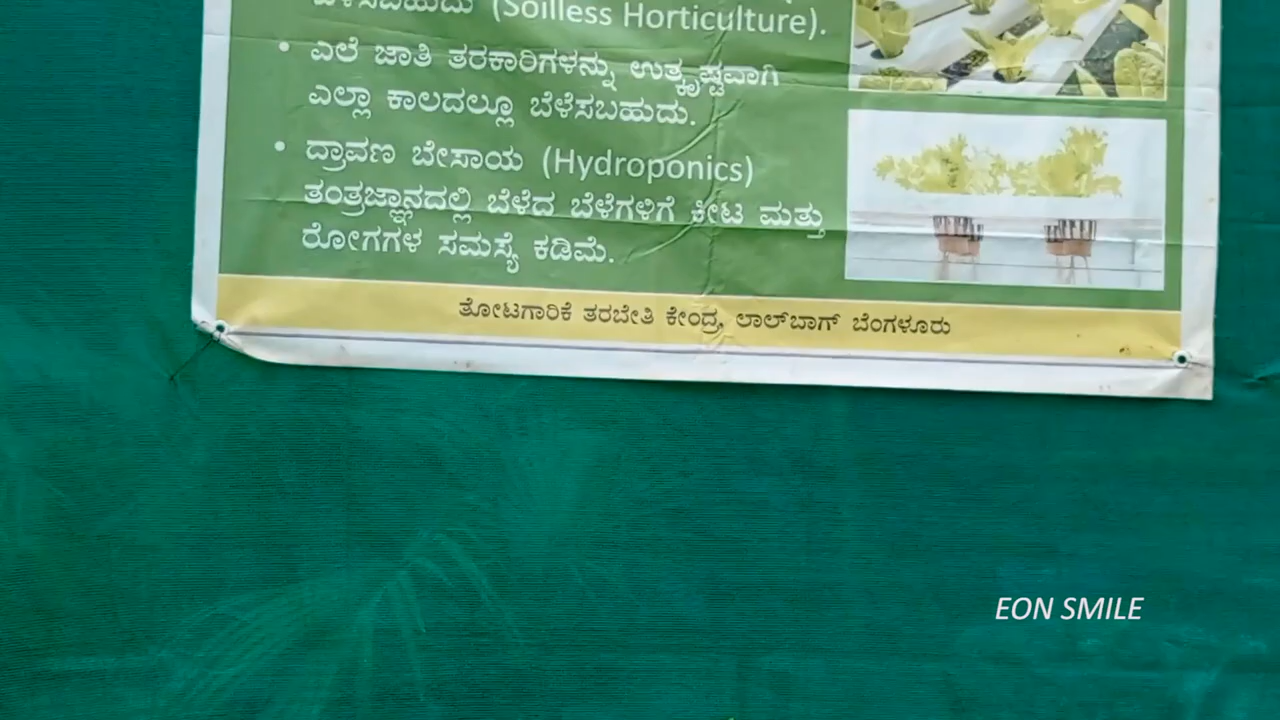 (Soilless Horticulture).
• ಎಲೆ ಜಾತಿ ತರಕಾರಿಗಳನ್ನು ಉತ್ಕೃಷ್ಟವಾಗಿ
ಎಲ್ಲಾ ಕಾಲದಲ್ಲೂ ಬೆಳೆಸಬಹುದು.
• ದ್ರಾವಣ ಬೇಸಾಯ (Hydroponics)
ತಂತ್ರಜ್ಞಾನದಲ್ಲಿ ಬೆಳೆದ ಬೆಳೆಗಳಿಗೆ ಕೀಟ ಮತ್ತು
ರೋಗಗಳ ಸಮಸ್ಯೆ ಕಡಿಮೆ.
ತೋಟಗಾರಿಕೆ ತರಬೇತಿ ಕೇಂದ್ರ, ಲಾಲ್‌ಬಾಗ್ ಬೆಂಗಳೂರು
EON SMILE